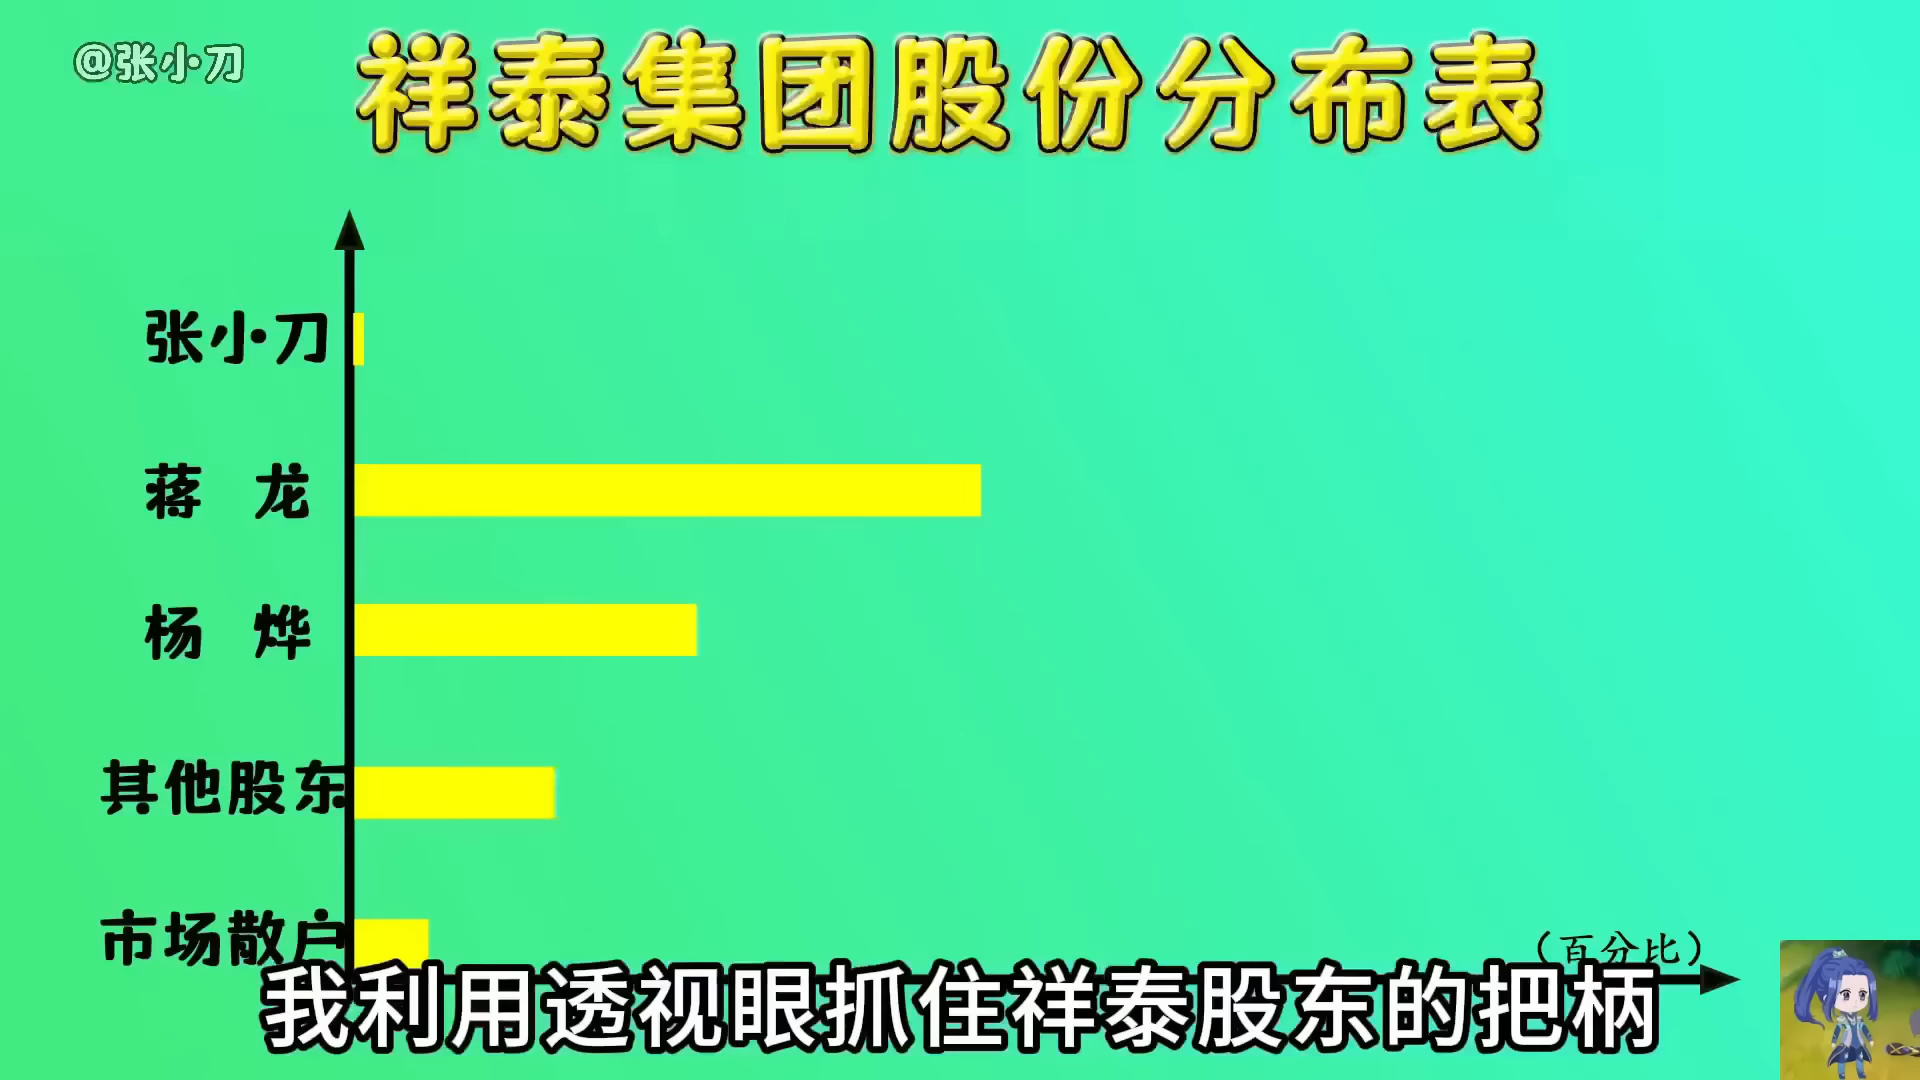 @张小刀
祥泰集团股份分布表
张小刀
蒋 龙
杨 烨
其他股东
市场散户
（百分比）
我利用透视眼抓住祥泰股东的把柄